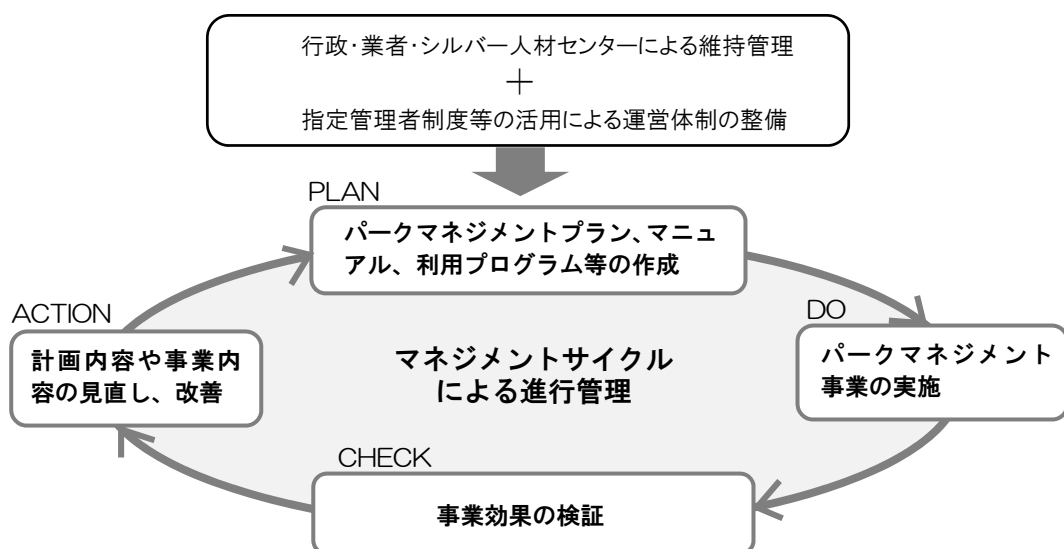 行政・業者・シルバー人材センターによる維持管理
＋
指定管理者制度等の活用による運営体制の整備
PLAN
パークマネジメントプラン、マニュ
アル、利用プログラム等の作成
ACTION
計画内容や事業内
容の見直し、改善
マネジメントサイクル
による進行管理
DO
パークマネジメント
事業の実施
CHECK
事業効果の検証